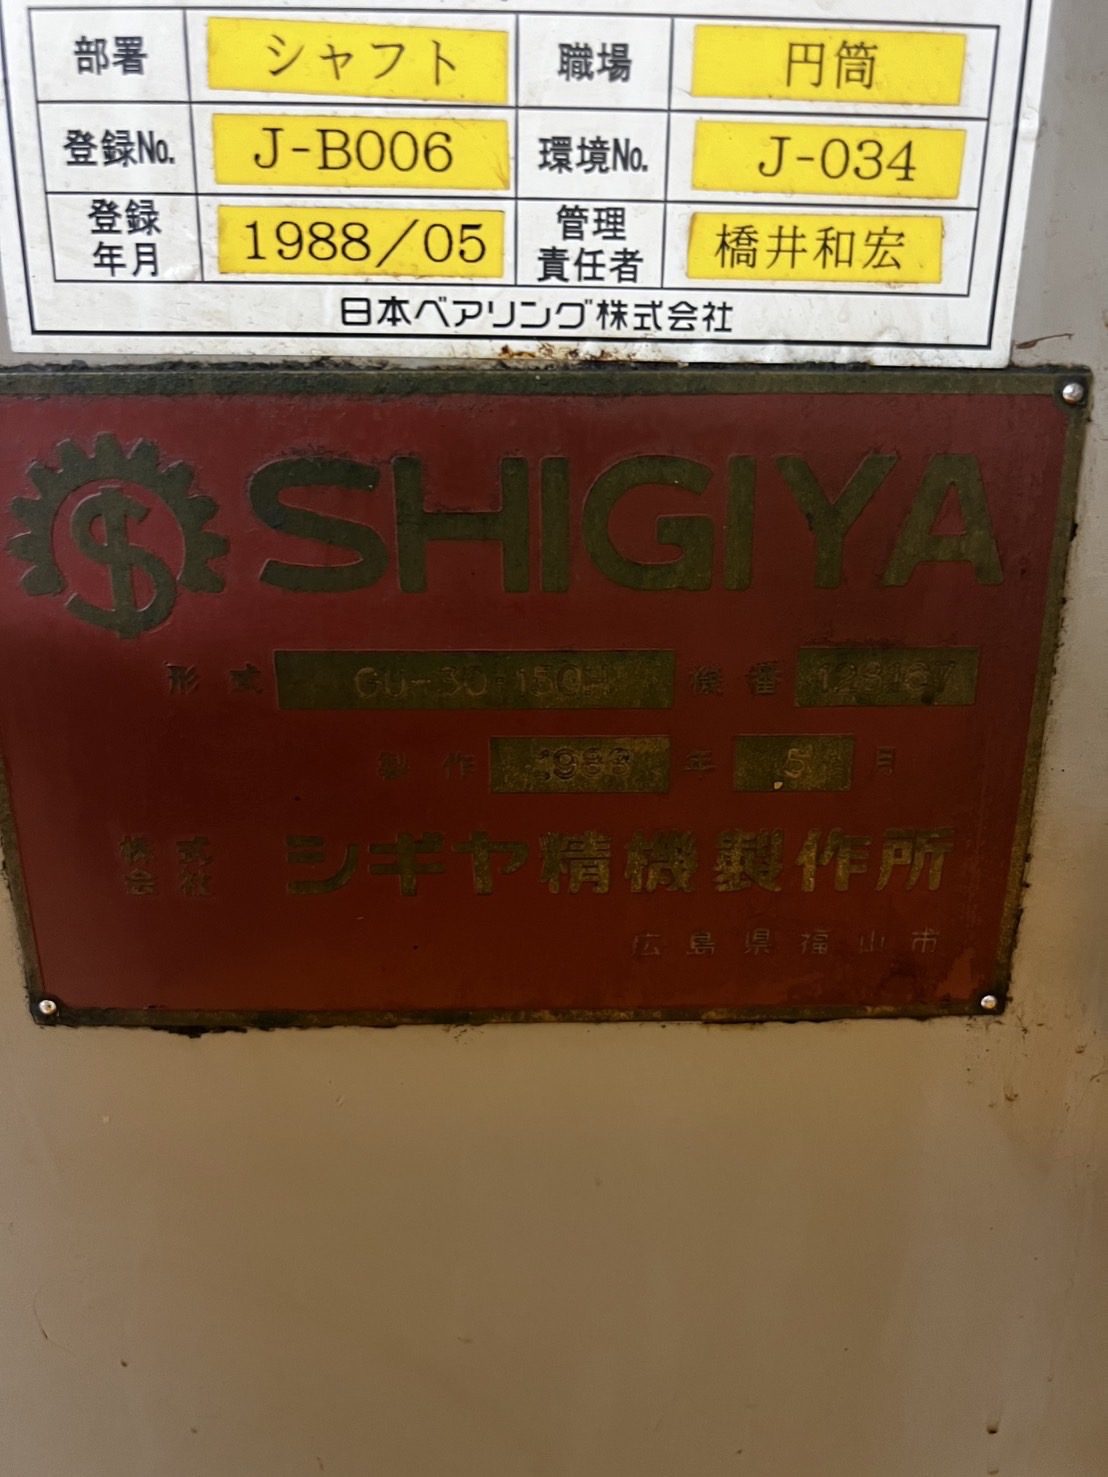 部署 シャフト 職場 円筒
登録No. J-B006 環境No. J-034
登録年月 1988/05 管理責任者 橋井和宏
日本ベアリング株式会社
SHIGIYA
形式 機番
製作 1988 年 5 月
株式会社 シギヤ精機製作所
広島県福山市